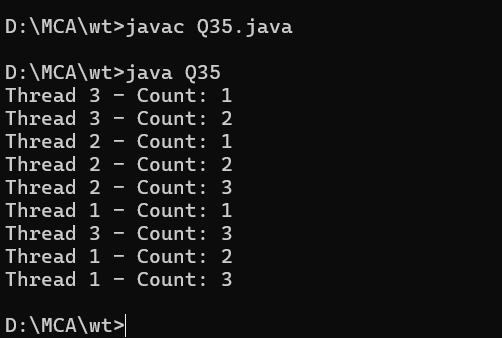 D:\MCA\wt>javac Q35.java
D:\MCA\wt>java Q35
Thread 3 - Count: 1
Thread 3 - Count: 2
Thread 2 - Count: 1
Thread 2 - Count: 2
Thread 2 - Count: 3
Thread 1 - Count: 1
Thread 3 - Count: 3
Thread 1 - Count: 2
Thread 1 - Count: 3
D:\MCA\wt>